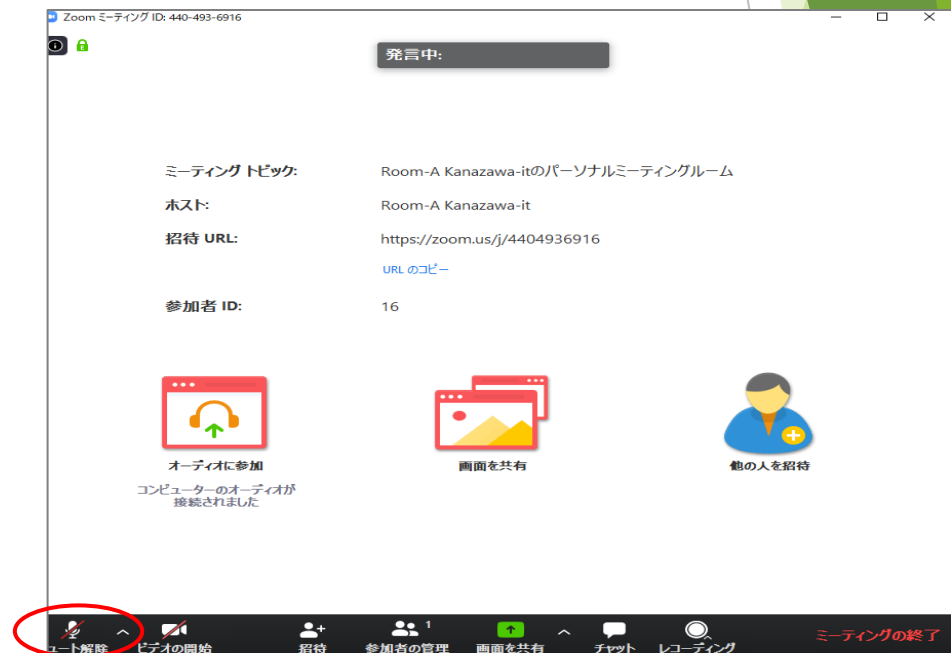 Zoom ミーティング ID: 440-493-6916
発言中:
ミーティング トピック: Room-A Kanazawa-itのパーソナルミーティングルーム
ホスト: Room-A Kanazawa-it
招待 URL: https://zoom.us/j/4404936916
URL のコピー
参加者 ID: 16
オーディオに参加 画面を共有 他の人を招待
コンピューターのオーディオが
接続されました
ュート解除 ビデオの開始 招待 参加者の管理 1 画面を共有 チャット レコーディング ミーティングの終了